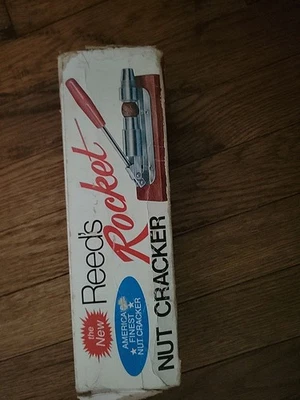 the
New
Reed's
Rocket
NUT CRACKER
AMERICA'S
FINEST
NUT CRACKER